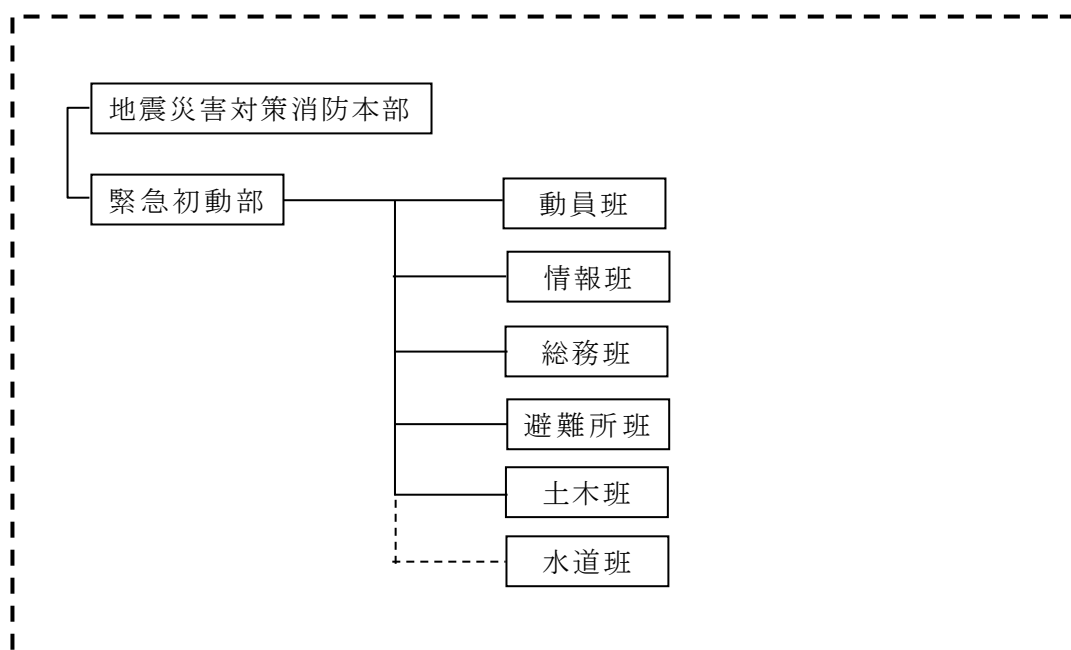 地震災害対策消防本部
緊急初動部
動員班
情報班
総務班
避難所班
土木班
水道班